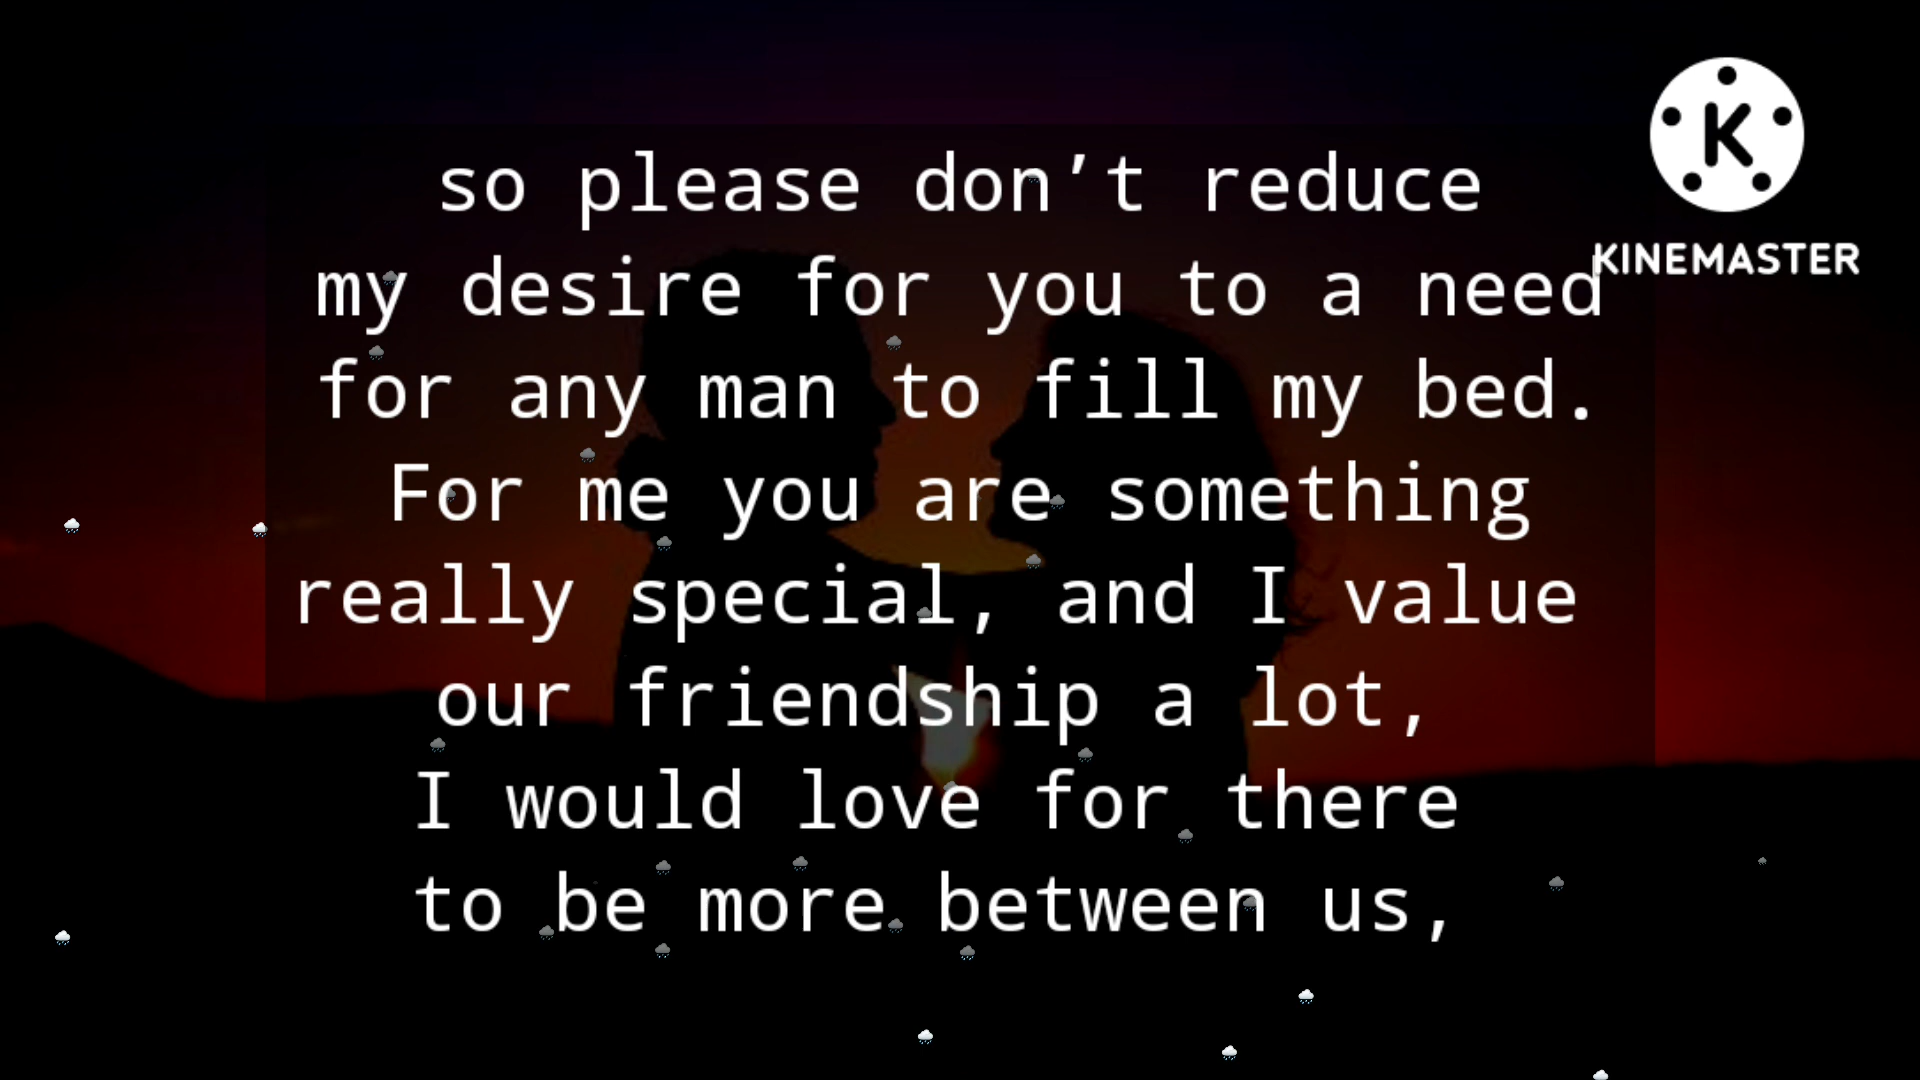 so please don’t reduce
my desire for you to a need
for any man to fill my bed.
For me you are something
really special, and I value
our friendship a lot,
I would love for there
to be more between us,
K
KINEMASTER